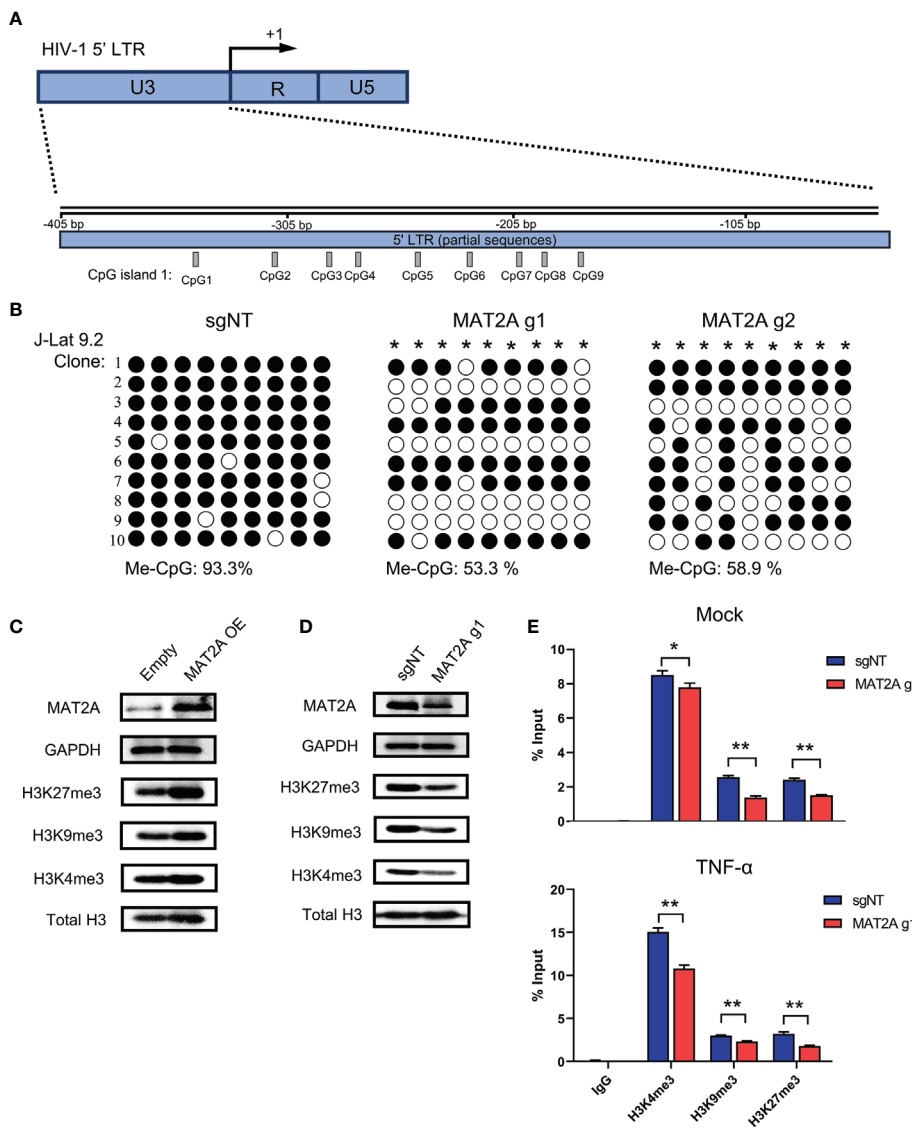 A
HIV-1 5' LTR
+1
U3
R
U5
-405 bp
-305 bp
-205 bp
-105 bp
5' LTR (partial sequences)
CpG island 1:
CpG1
CpG2
CpG3
CpG4
CpG5
CpG6
CpG7
CpG8
CpG9
B
sgNT
MAT2A g1
MAT2A g2
J-Lat 9.2
Clone:
* * * * * * * *
* * * * * * * * *
1
2
3
4
5
6
7
8
9
10
Me-CpG: 93.3%
Me-CpG: 53.3 %
Me-CpG: 58.9 %
C
Empty
MAT2A OE
MAT2A
GAPDH
H3K27me3
H3K9me3
H3K4me3
Total H3
D
sgNT
MAT2A g1
MAT2A
GAPDH
H3K27me3
H3K9me3
H3K4me3
Total H3
E
Mock
% Input
10
8
6
4
2
0
*
**
**
sgNT
MAT2A g
TNF-α
% Input
20
15
10
5
0
**
**
**
sgNT
MAT2A g1
IgG
H3K4me3
H3K9me3
H3K27me3